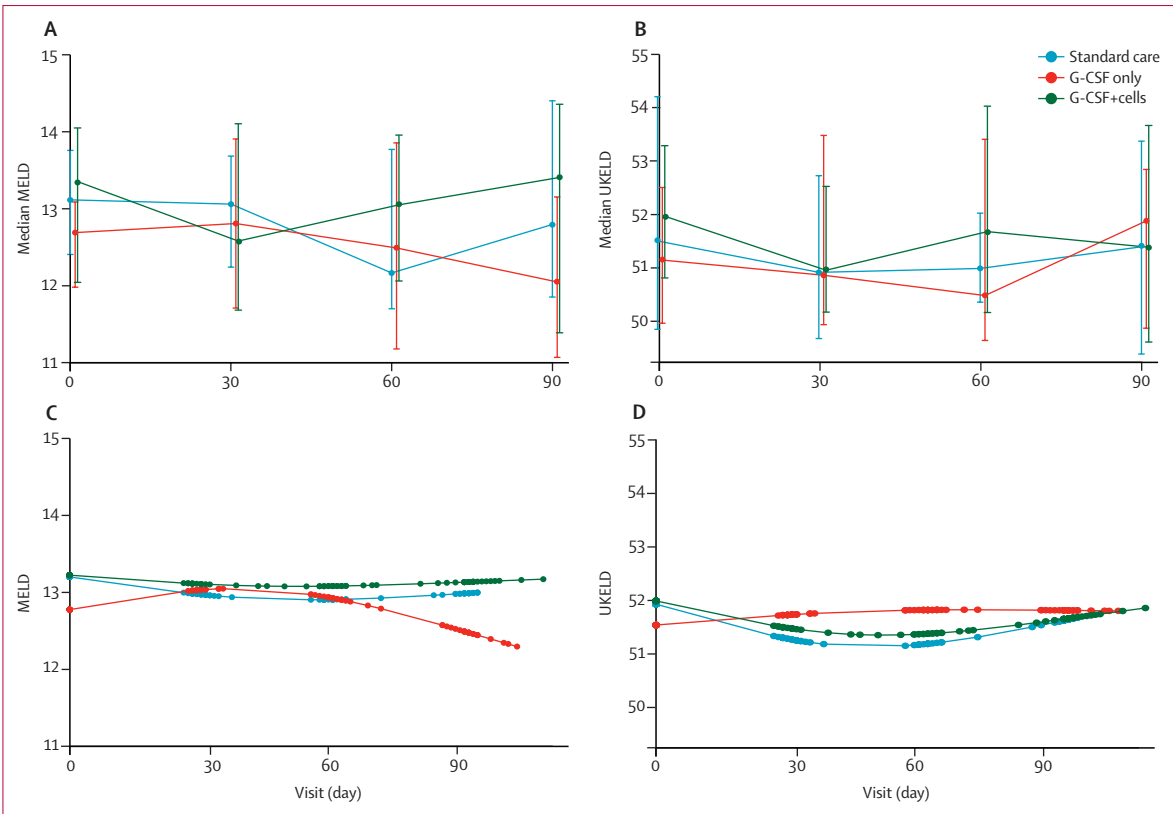 A
15
14
13
12
11
Median MELD
0
30
60
90
B
55
54
53
52
51
50
Median UKELD
0
30
60
90
Standard care
G-CSF only
G-CSF+cells
C
15
14
13
12
11
MELD
0
30
60
90
Visit (day)
D
55
54
53
52
51
50
UKELD
0
30
60
90
Visit (day)